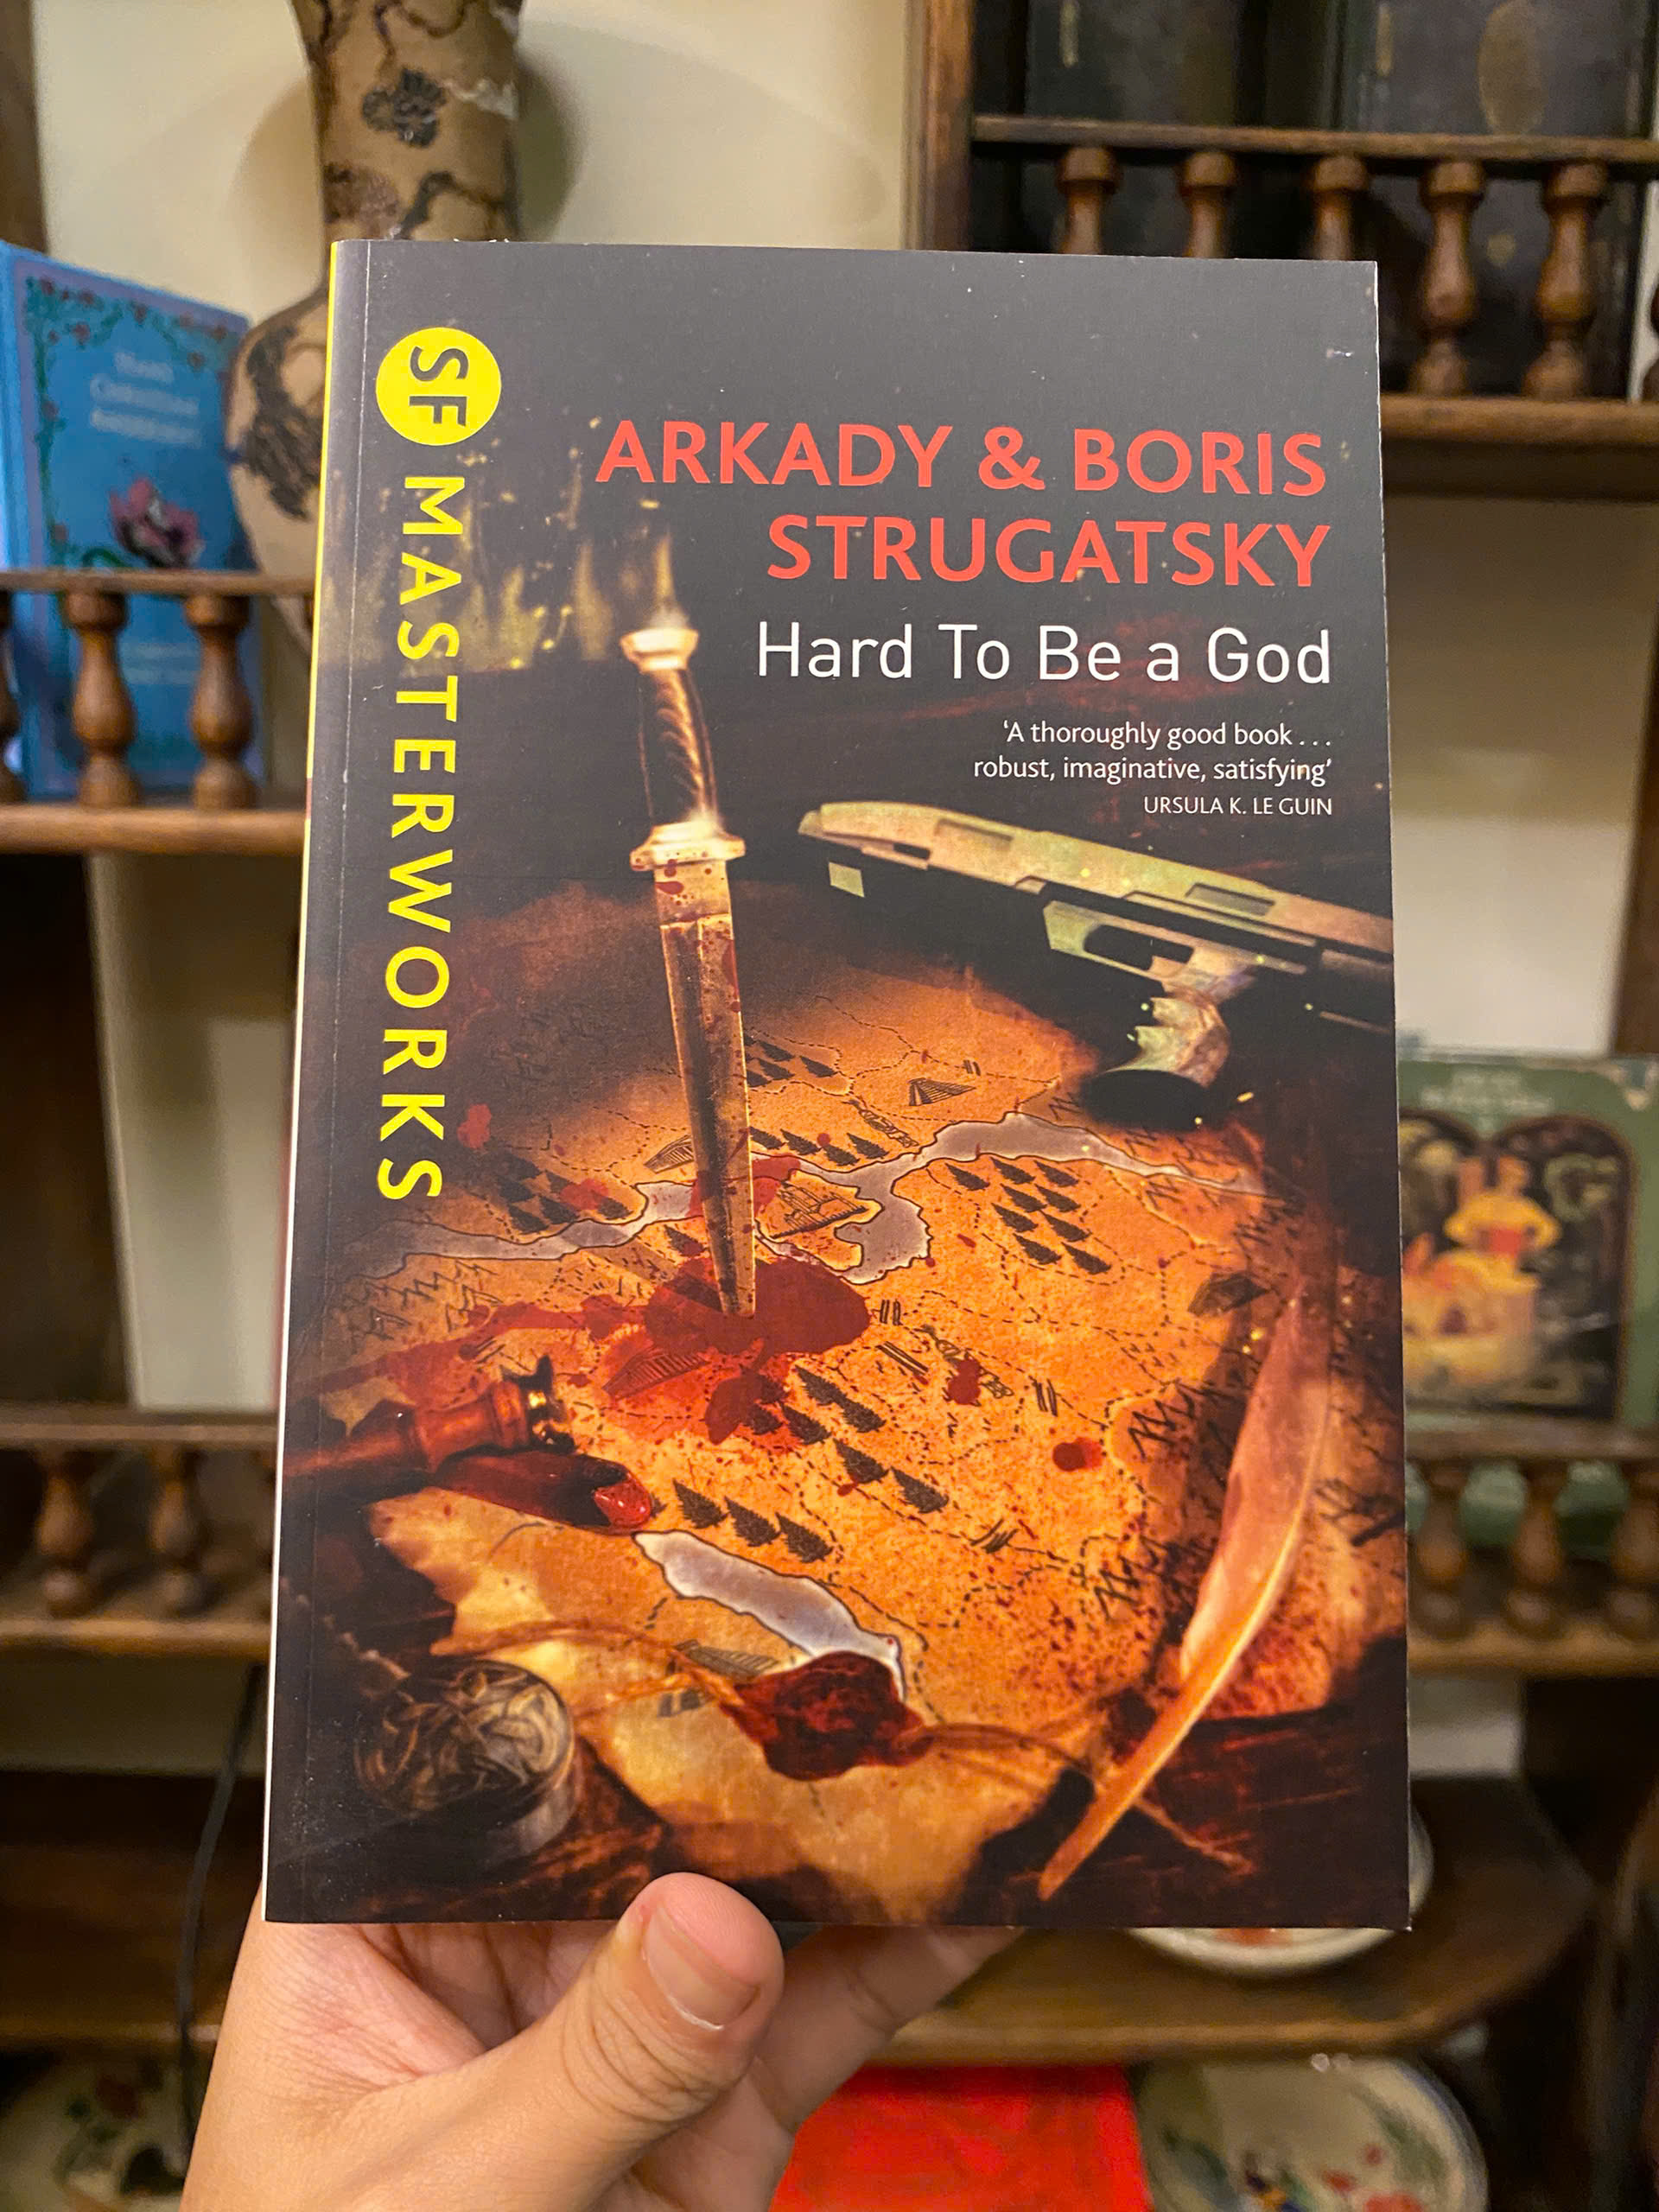 SF MASTERWORKS
ARKADY & BORIS
STRUGATSKY
Hard To Be a God
‘A thoroughly good book . . .
robust, imaginative, satisfying’
URSULA K. LE GUIN